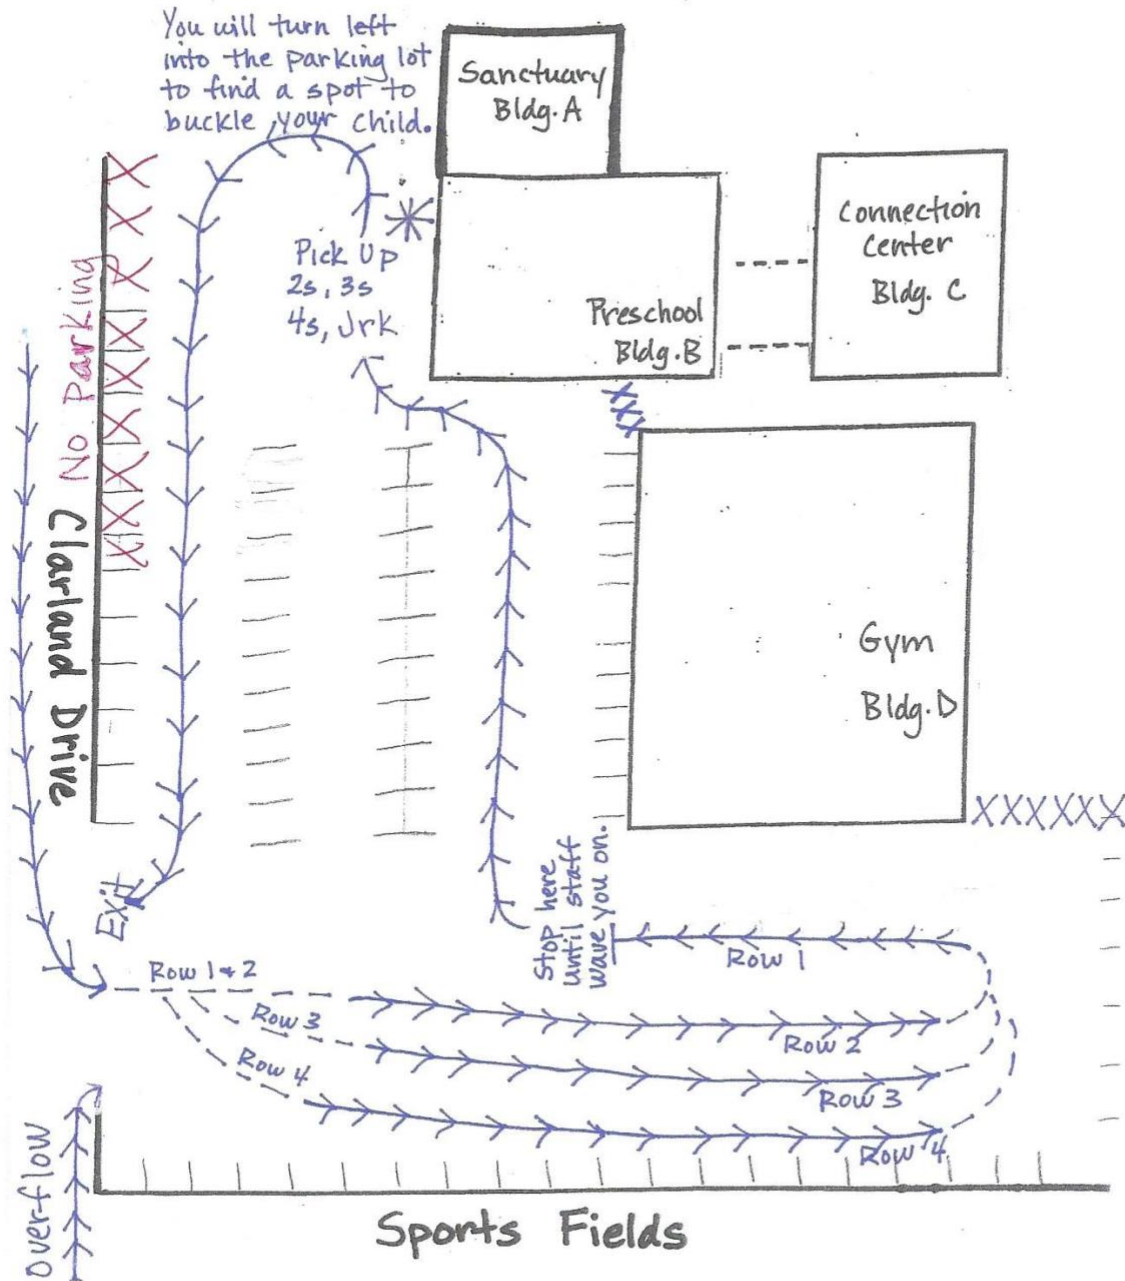 You will turn left
into the parking lot
to find a spot to
buckle your child.
Sanctuary
Bldg. A
Connection
Center
Bldg. C
Preschool
Bldg. B
Pick Up
2s, 3s
4s, Jrk
No Parking
Clarland Drive
Gym
Bldg. D
XXXXXX
Stop here
until staff
wave you on.
Exit
Row 1
Row 1 & 2
Row 2
Row 3
Row 3
Row 4
Row 4
Overflow
Sports Fields